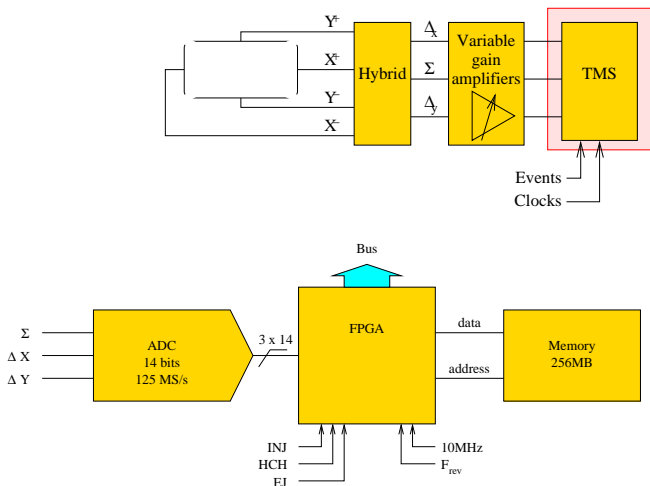 Y+
X+
Y−
X−
Hybrid
Δx
Σ
Δy
Variable
gain
amplifiers
TMS
Events
Clocks
Bus
Σ
Δ X
Δ Y
ADC
14 bits
125 MS/s
3 x 14
FPGA
data
address
Memory
256MB
INJ
HCH
EJ
10MHz
Frev